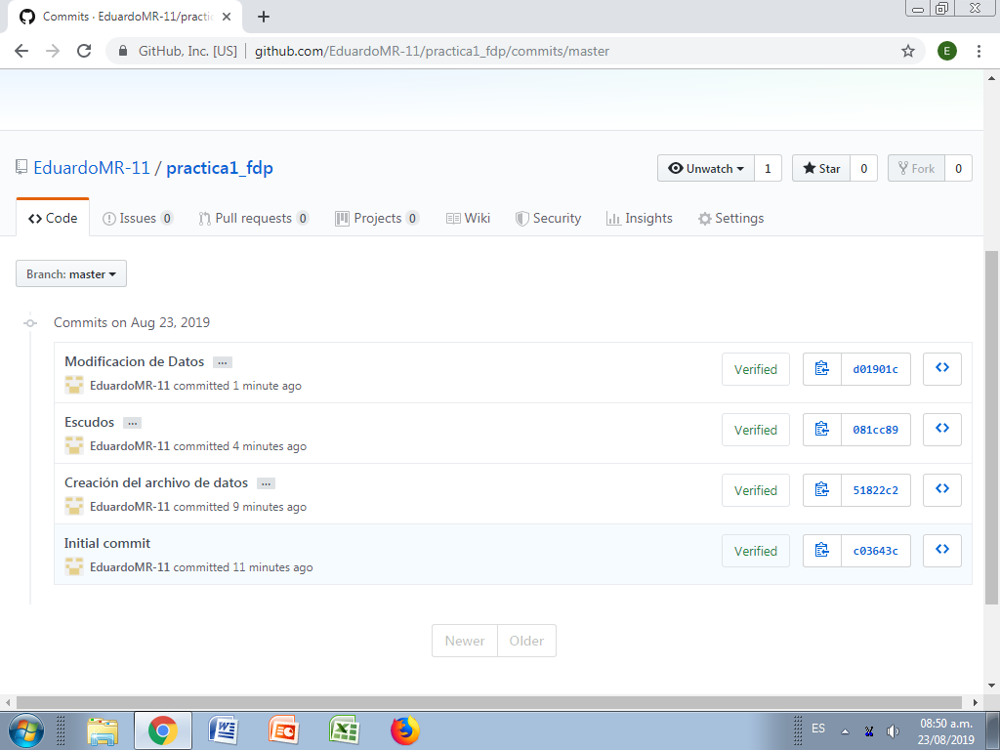 Commits · EduardoMR-11/practi
GitHub, Inc. [US] | github.com/EduardoMR-11/practica1_fdp/commits/master
E
EduardoMR-11 / practica1_fdp
Unwatch 1
Star 0
Fork 0
Code
Issues 0
Pull requests 0
Projects 0
Wiki
Security
Insights
Settings
Branch: master
Commits on Aug 23, 2019
Modificacion de Datos ...
EduardoMR-11 committed 1 minute ago
Verified
d01901c
Escudos ...
EduardoMR-11 committed 4 minutes ago
Verified
081cc89
Creación del archivo de datos ...
EduardoMR-11 committed 9 minutes ago
Verified
51822c2
Initial commit
EduardoMR-11 committed 11 minutes ago
Verified
c03643c
Newer
Older
ES
08:50 a.m.
23/08/2019